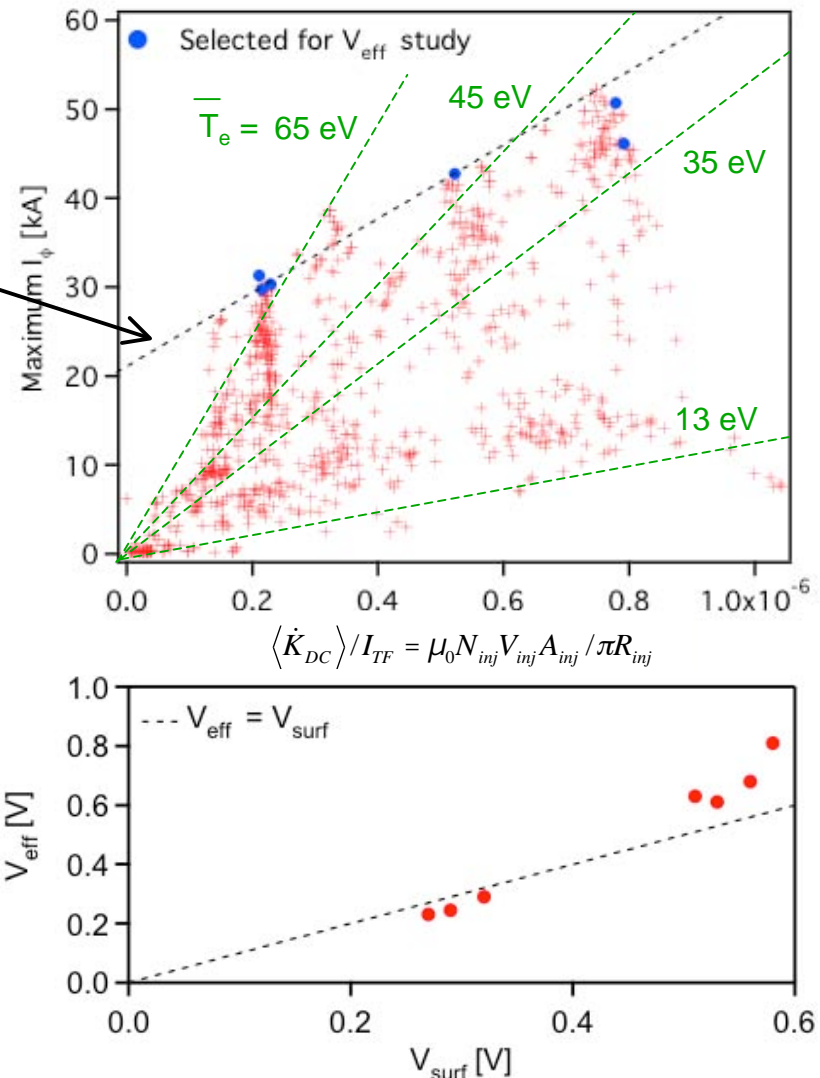 60
50
40
30
20
10
0
Maximum I_ϕ [kA]
Selected for V_eff study
T̅_e = 65 eV
45 eV
35 eV
13 eV
0.0 0.2 0.4 0.6 0.8 1.0x10^-6
⟨K̇_DC⟩/I_TF = μ₀N_inj V_inj A_inj /πR_inj
1.0
0.8
0.6
0.4
0.2
0.0
V_eff [V]
---- V_eff = V_surf
0.0 0.2 0.4 0.6
V_surf [V]